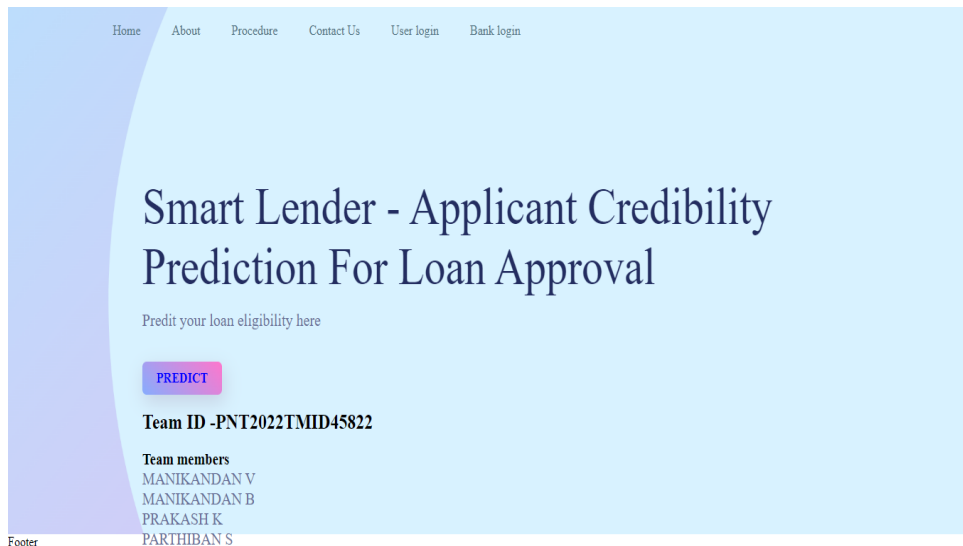 Home About Procedure Contact Us User login Bank login
Smart Lender - Applicant Credibility
Prediction For Loan Approval
Predit your loan eligibility here
PREDICT
Team ID -PNT2022TMID45822
Team members
MANIKANDAN V
MANIKANDAN B
PRAKASH K
PARTHIBAN S
Footer